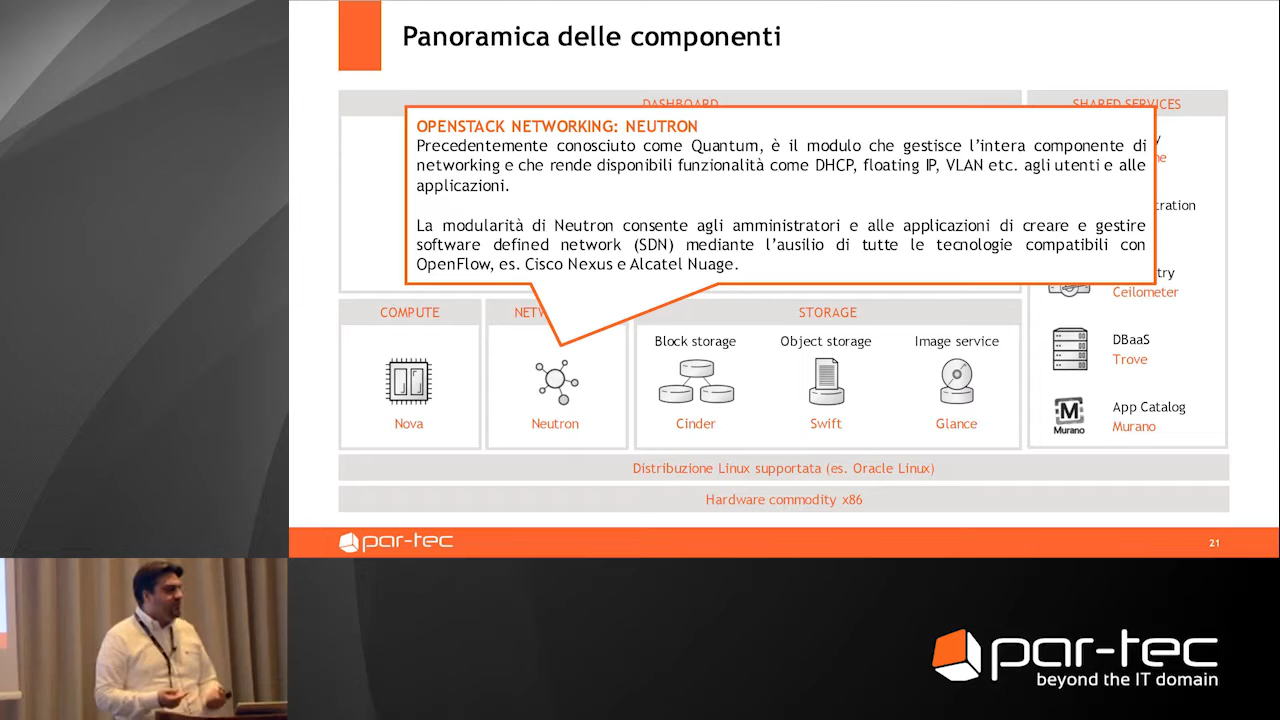 Panoramica delle componenti
DASHBOARD
SHARED SERVICES
OPENSTACK NETWORKING: NEUTRON
Precedentemente conosciuto come Quantum, è il modulo che gestisce l'intera componente di
networking e che rende disponibili funzionalità come DHCP, floating IP, VLAN etc. agli utenti e alle
applicazioni.
La modularità di Neutron consente agli amministratori e alle applicazioni di creare e gestire
software defined network (SDN) mediante l'ausilio di tutte le tecnologie compatibili con
OpenFlow, es. Cisco Nexus e Alcatel Nuage.
Ceilometer
DBaaS
Trove
App Catalog
Murano
Murano
COMPUTE
Nova
Neutron
STORAGE
Block storage
Object storage
Image service
Cinder
Swift
Glance
Distribuzione Linux supportata (es. Oracle Linux)
Hardware commodity x86
par-tec
21
par-tec
beyond the IT domain